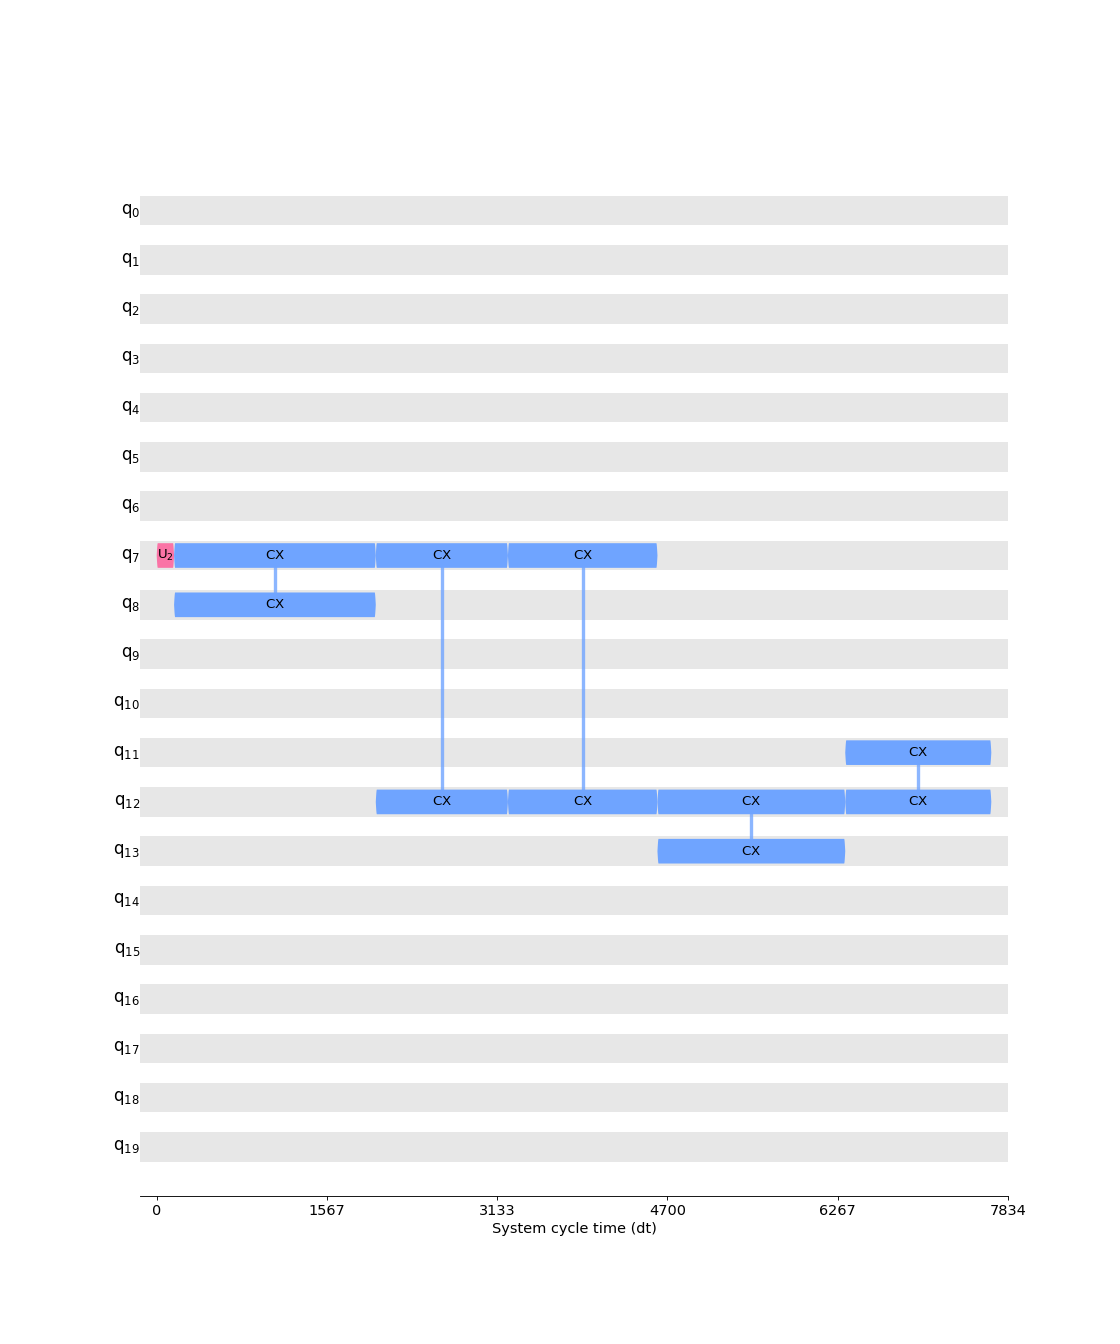 q0
q1
q2
q3
q4
q5
q6
q7 U2 CX CX CX
q8 CX
q9
q10
q11 CX
q12 CX CX CX CX
q13 CX
q14
q15
q16
q17
q18
q19
0 1567 3133 4700 6267 7834
System cycle time (dt)